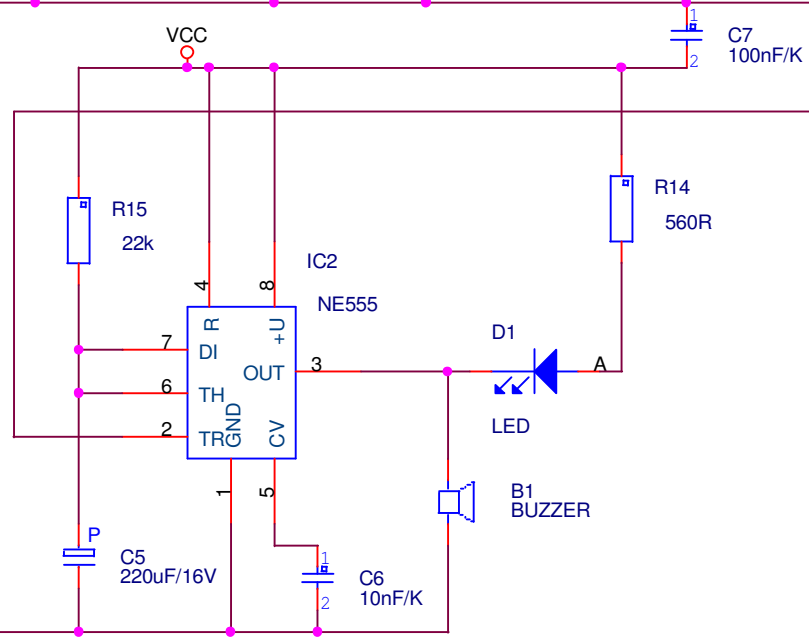 VCC
1
C7
100nF/K
2
R15
22k
R14
560R
IC2
NE555
4
8
R
+U
7
DI
OUT
3
6
TH
2
TR
GND
CV
D1
A
LED
1
5
B1
BUZZER
P
C5
220uF/16V
1
C6
10nF/K
2